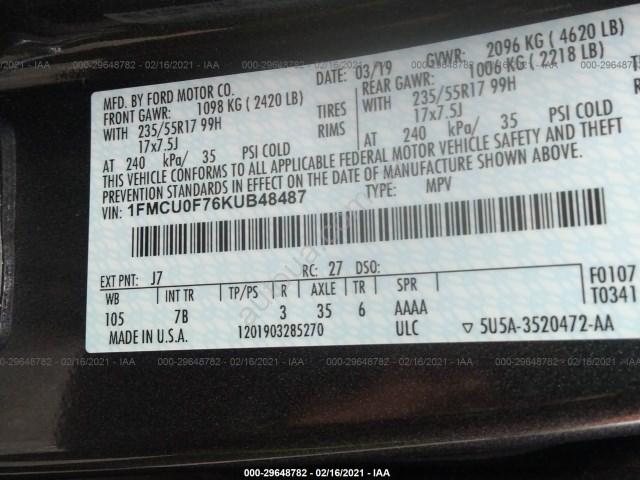 000-29648782 - 02/16/2021 - IAA
MFD. BY FORD MOTOR CO. DATE: 03/19 GVWR: 2096 KG ( 4620 LB)
FRONT GAWR: 1098 KG ( 2420 LB) REAR GAWR: 1006 KG ( 2218 LB)
WITH 235/55R17 99H TIRES WITH 235/55R17 99H
17x7.5J RIMS 17x7.5J
AT 240 kPa/ 35 PSI COLD AT 240 kPa/ 35 PSI COLD
THIS VEHICLE CONFORMS TO ALL APPLICABLE FEDERAL MOTOR VEHICLE SAFETY AND THEFT
PREVENTION STANDARDS IN EFFECT ON THE DATE OF MANUFACTURE SHOWN ABOVE.
VIN: 1FMCU0F76KUB48487 TYPE: MPV
EXT PNT: J7 RC: 27 DSO:
WB INT TR TP/PS R AXLE TR SPR F0107
105 7B 3 35 6 AAAA T0341
MADE IN U.S.A. 1201903285270 ULC ▽ 5U5A-3520472-AA
000-29648782 - 02/16/2021 - IAA